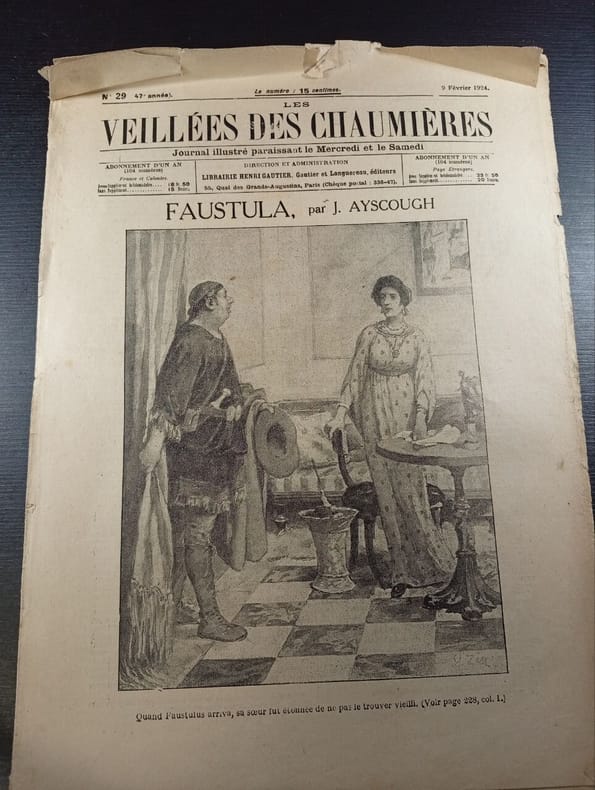 N° 29 47e année).
Le numéro : 15 centimes.
9 Février 1924.
LES
VEILLÉES DES CHAUMIÈRES
Journal illustré paraissant le Mercredi et le Samedi
ABONNEMENT D'UN AN
(104 numéros)
France et Colonies.
DIRECTION ET ADMINISTRATION
LIBRAIRIE HENRI GAUTIER, Gautier et Languereau, éditeurs
55, Quai des Grands-Augustins, Paris (Chèque postal : 338-47).
ABONNEMENT D'UN AN
(104 numéros)
Pays Étrangers.
FAUSTULA, par J. AYSCOUGH
Quand Faustulus arriva, sa sœur fut étonnée de ne pas le trouver vieilli. (Voir page 228, col. 1.)